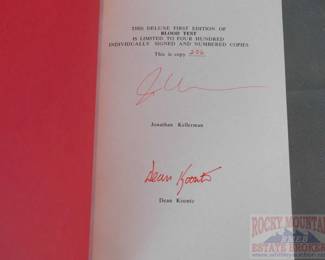 THIS DELUXE FIRST EDITION OF
BLOOD TEST
IS LIMITED TO FOUR HUNDRED
INDIVIDUALLY SIGNED AND NUMBERED COPIES
This is copy 236
Jonathan Kellerman
Dean Koontz
Dean Koontz
ROCKY MOUNTAIN
ESTATE BROKERS